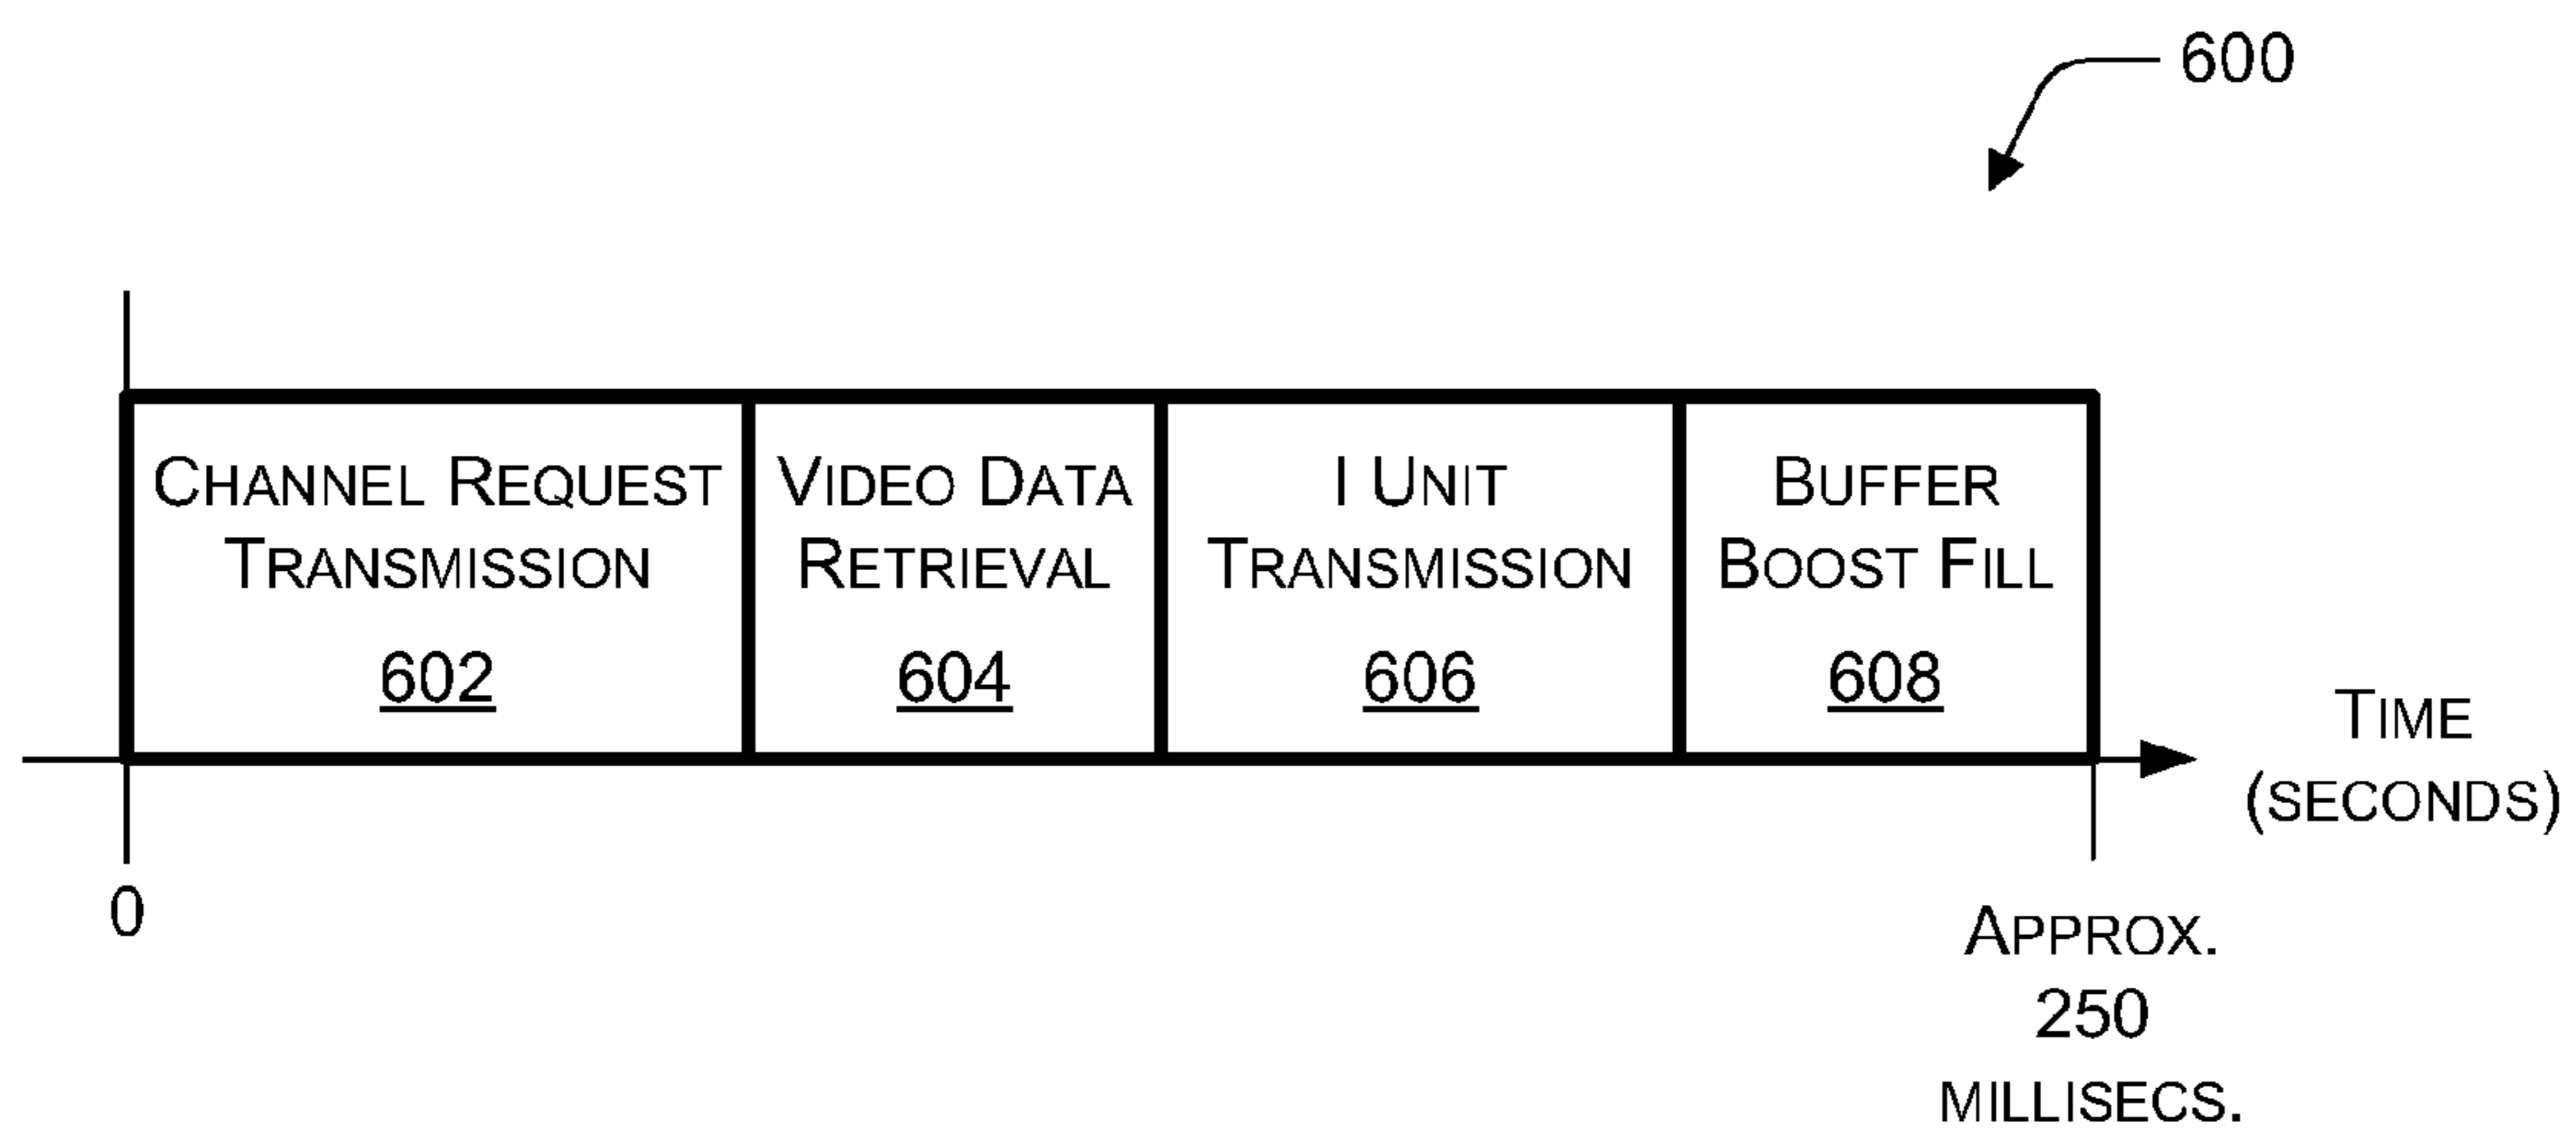 600
CHANNEL REQUEST
TRANSMISSION
602
VIDEO DATA
RETRIEVAL
604
I UNIT
TRANSMISSION
606
BUFFER
BOOST FILL
608
TIME
(SECONDS)
0
APPROX.
250
MILLISECS.